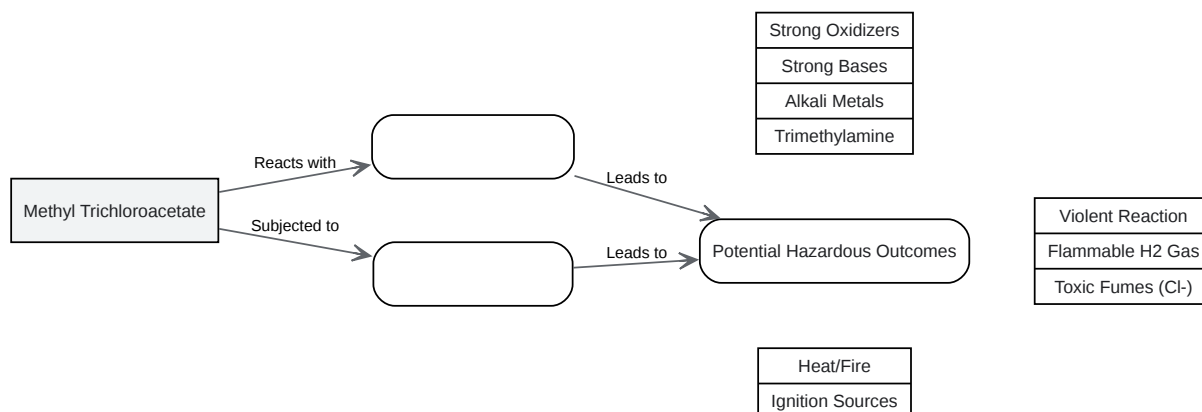 Strong Oxidizers
Strong Bases
Alkali Metals
Trimethylamine
Reacts with
Leads to
Methyl Trichloroacetate
Subjected to
Leads to
Potential Hazardous Outcomes
Violent Reaction
Flammable H2 Gas
Toxic Fumes (Cl-)
Heat/Fire
Ignition Sources